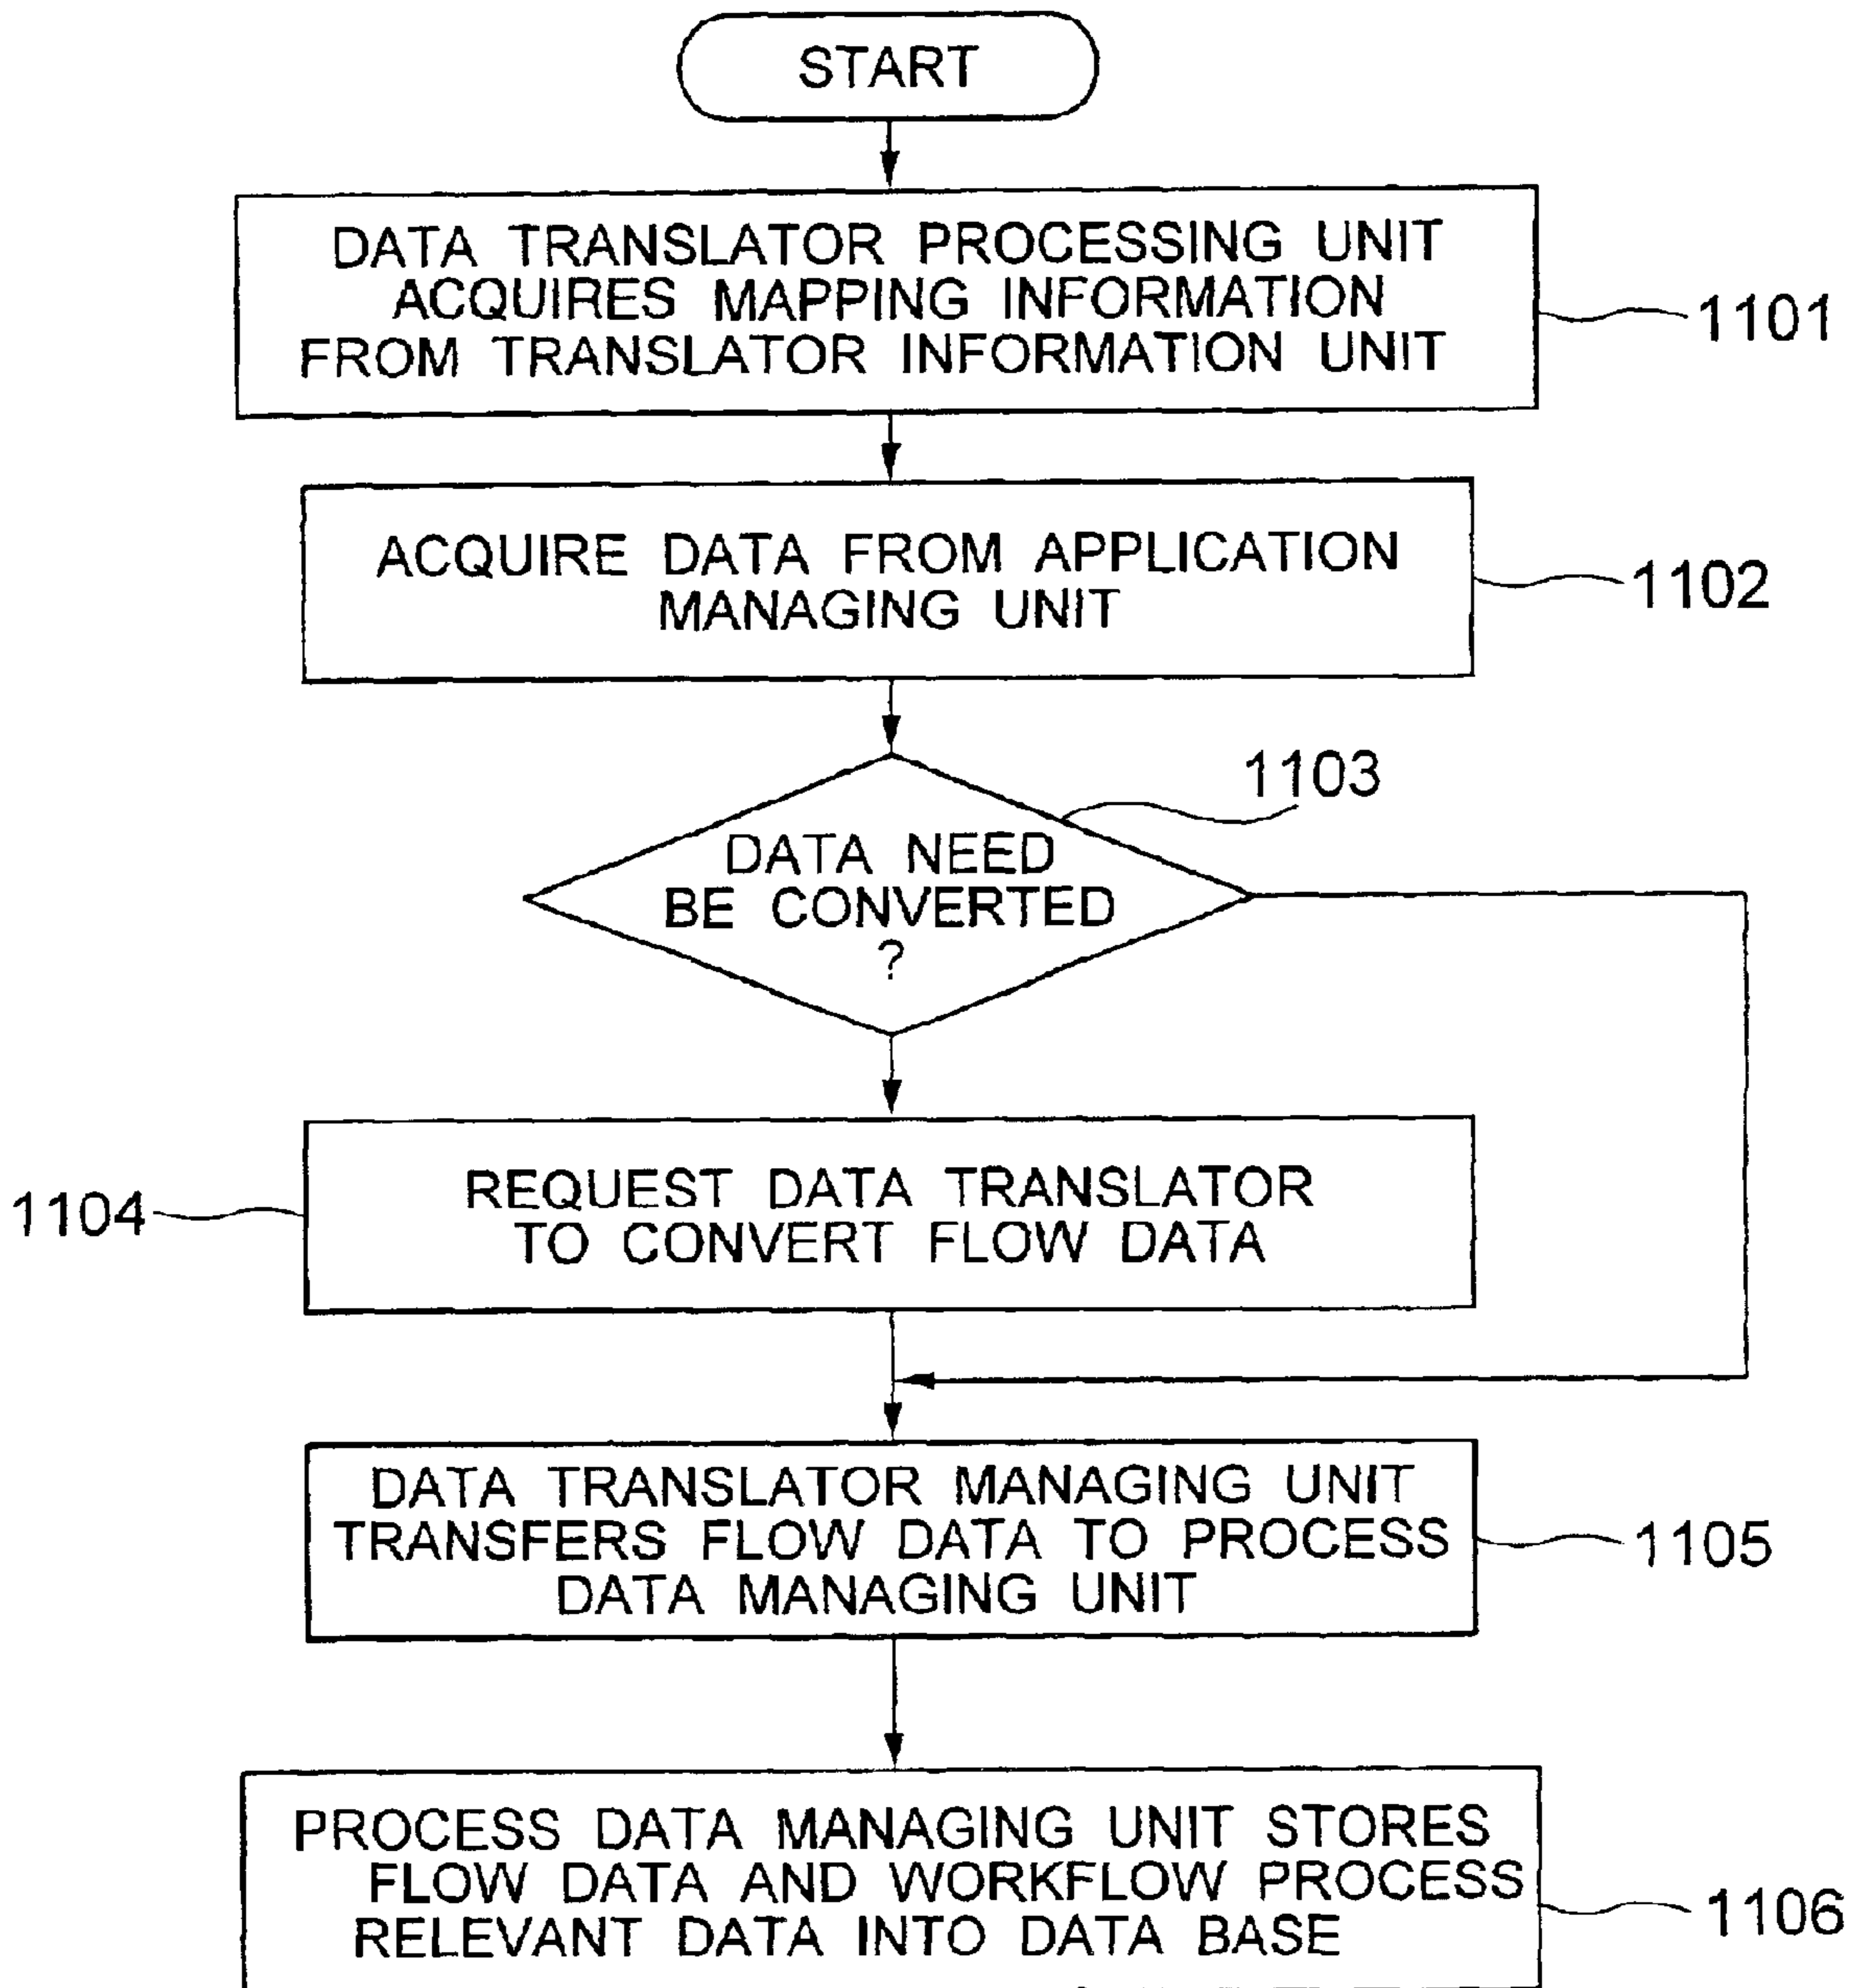 START
DATA TRANSLATOR PROCESSING UNIT
ACQUIRES MAPPING INFORMATION
FROM TRANSLATOR INFORMATION UNIT
1101
ACQUIRE DATA FROM APPLICATION
MANAGING UNIT
1102
1103
DATA NEED
BE CONVERTED
?
REQUEST DATA TRANSLATOR
TO CONVERT FLOW DATA
1104
DATA TRANSLATOR MANAGING UNIT
TRANSFERS FLOW DATA TO PROCESS
DATA MANAGING UNIT
1105
PROCESS DATA MANAGING UNIT STORES
FLOW DATA AND WORKFLOW PROCESS
RELEVANT DATA INTO DATA BASE
1106